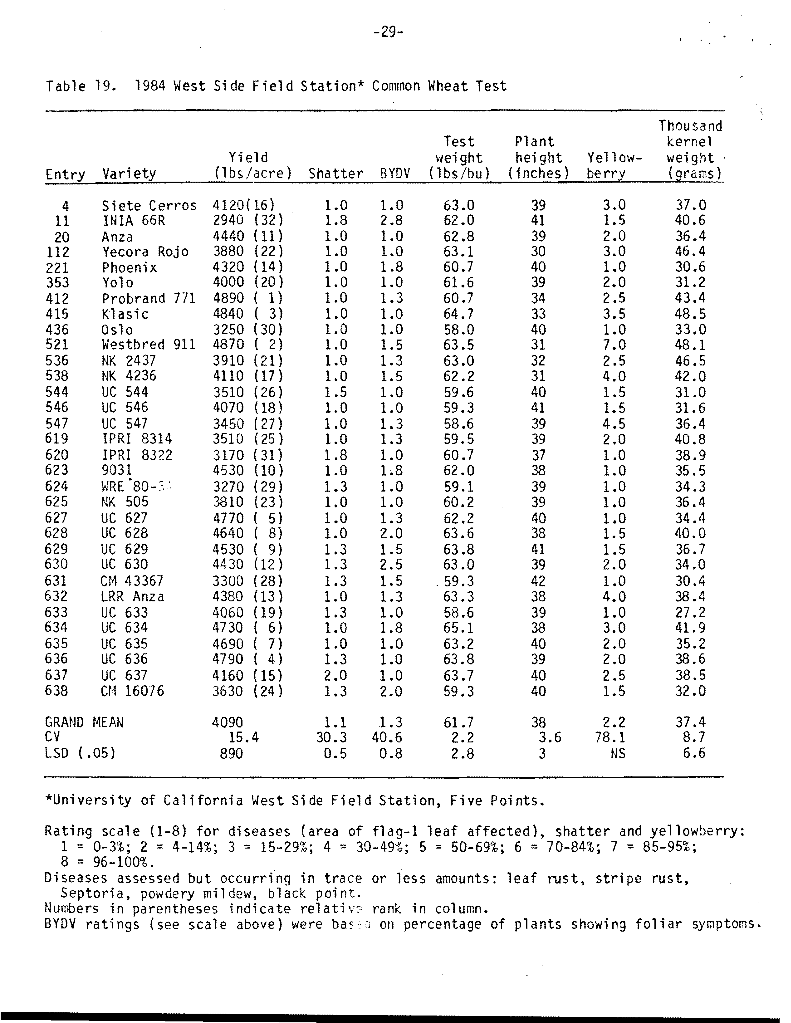 -29-
Table 19. 1984 West Side Field Station* Common Wheat Test
Thousand
Test Plant kernel
Yield weight height Yellow- weight
Entry Variety (lbs/acre) Shatter BYDV (lbs/bu) (inches) berry (grams)
4 Siete Cerros 4120(16) 1.0 1.0 63.0 39 3.0 37.0
11 INIA 66R 2940 (32) 1.8 2.8 62.0 41 1.5 40.6
20 Anza 4440 (11) 1.0 1.0 62.8 39 2.0 36.4
112 Yecora Rojo 3880 (22) 1.0 1.0 63.1 30 3.0 46.4
221 Phoenix 4320 (14) 1.0 1.8 60.7 40 1.0 30.6
353 Yolo 4000 (20) 1.0 1.0 61.6 39 2.0 31.2
412 Probrand 771 4890 ( 1) 1.0 1.3 60.7 34 2.5 43.4
415 Klasic 4840 ( 3) 1.0 1.0 64.7 33 3.5 48.5
436 Oslo 3250 (30) 1.0 1.0 58.0 40 1.0 33.0
521 Westbred 911 4870 ( 2) 1.0 1.5 63.5 31 7.0 48.1
536 NK 2437 3910 (21) 1.0 1.3 63.0 32 2.5 46.5
538 NK 4236 4110 (17) 1.0 1.5 62.2 31 4.0 42.0
544 UC 544 3510 (26) 1.5 1.0 59.6 40 1.5 31.0
546 UC 546 4070 (18) 1.0 1.0 59.3 41 1.5 31.6
547 UC 547 3450 (27) 1.0 1.3 58.6 39 4.5 36.4
619 IPRI 8314 3510 (25) 1.0 1.3 59.5 39 2.0 40.8
620 IPRI 8322 3170 (31) 1.8 1.0 60.7 37 1.0 38.9
623 9031 4530 (10) 1.0 1.8 62.0 38 1.0 35.5
624 WRE 80- 3270 (29) 1.3 1.0 59.1 39 1.0 34.3
625 NK 505 3810 (23) 1.0 1.0 60.2 39 1.0 36.4
627 UC 627 4770 ( 5) 1.0 1.3 62.2 40 1.0 34.4
628 UC 628 4640 ( 8) 1.0 2.0 63.6 38 1.5 40.0
629 UC 629 4530 ( 9) 1.3 1.5 63.8 41 1.5 36.7
630 UC 630 4430 (12) 1.3 2.5 63.0 39 2.0 34.0
631 CM 43367 3300 (28) 1.3 1.5 59.3 42 1.0 30.4
632 LRR Anza 4380 (13) 1.0 1.3 63.3 38 4.0 38.4
633 UC 633 4060 (19) 1.3 1.0 58.6 39 1.0 27.2
634 UC 634 4730 ( 6) 1.0 1.8 65.1 38 3.0 41.9
635 UC 635 4690 ( 7) 1.0 1.0 63.2 40 2.0 35.2
636 UC 636 4790 ( 4) 1.3 1.0 63.8 39 2.0 38.6
637 UC 637 4160 (15) 2.0 1.0 63.7 40 2.5 38.5
638 CM 16076 3630 (24) 1.3 2.0 59.3 40 1.5 32.0
GRAND MEAN 4090 1.1 1.3 61.7 38 2.2 37.4
CV 15.4 30.3 40.6 2.2 3.6 78.1 8.7
LSD (.05) 890 0.5 0.8 2.8 3 NS 6.6
*University of California West Side Field Station, Five Points.
Rating scale (1-8) for diseases (area of flag-1 leaf affected), shatter and yellowberry:
1 = 0-3%; 2 = 4-14%; 3 = 15-29%; 4 = 30-49%; 5 = 50-69%; 6 = 70-84%; 7 = 85-95%;
8 = 96-100%.
Diseases assessed but occurring in trace or less amounts: leaf rust, stripe rust,
Septoria, powdery mildew, black point.
Numbers in parentheses indicate relative rank in column.
BYDV ratings (see scale above) were based on percentage of plants showing foliar symptoms.